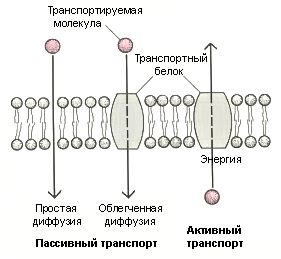 Транспортируемая
молекула
Транспортный
белок
Энергия
Простая
диффузия
Облегченная
диффузия
Пассивный транспорт
Активный
транспорт